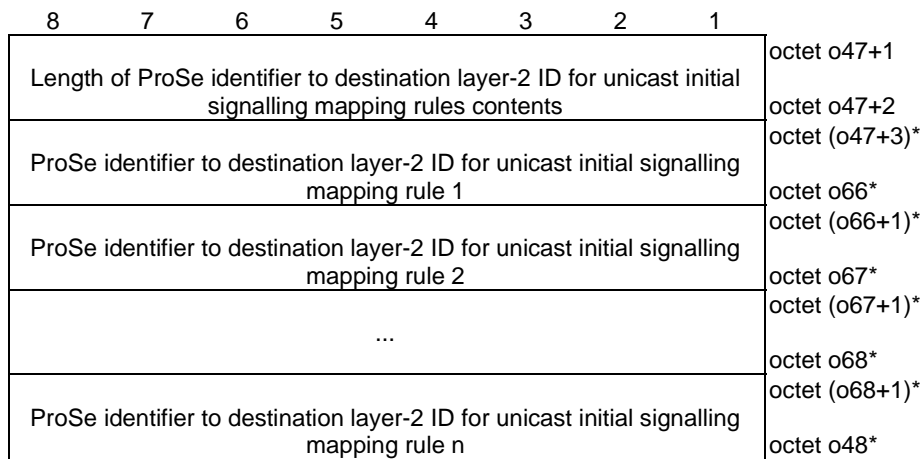 8 7 6 5 4 3 2 1
Length of ProSe identifier to destination layer-2 ID for unicast initial
signalling mapping rules contents
octet o47+1
octet o47+2
ProSe identifier to destination layer-2 ID for unicast initial signalling
mapping rule 1
octet (o47+3)*
octet o66*
ProSe identifier to destination layer-2 ID for unicast initial signalling
mapping rule 2
octet (o66+1)*
octet o67*
...
octet (o67+1)*
octet o68*
ProSe identifier to destination layer-2 ID for unicast initial signalling
mapping rule n
octet (o68+1)*
octet o48*